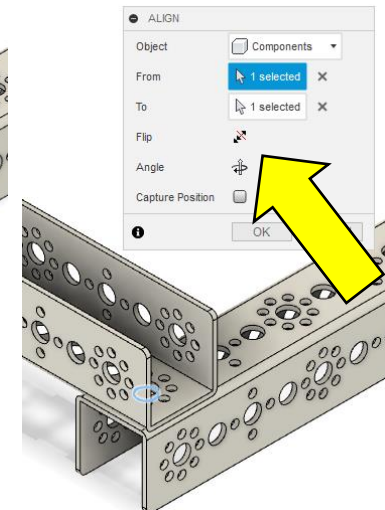 ALIGN
Object Components
From 1 selected
To 1 selected
Flip
Angle
Capture Position
OK